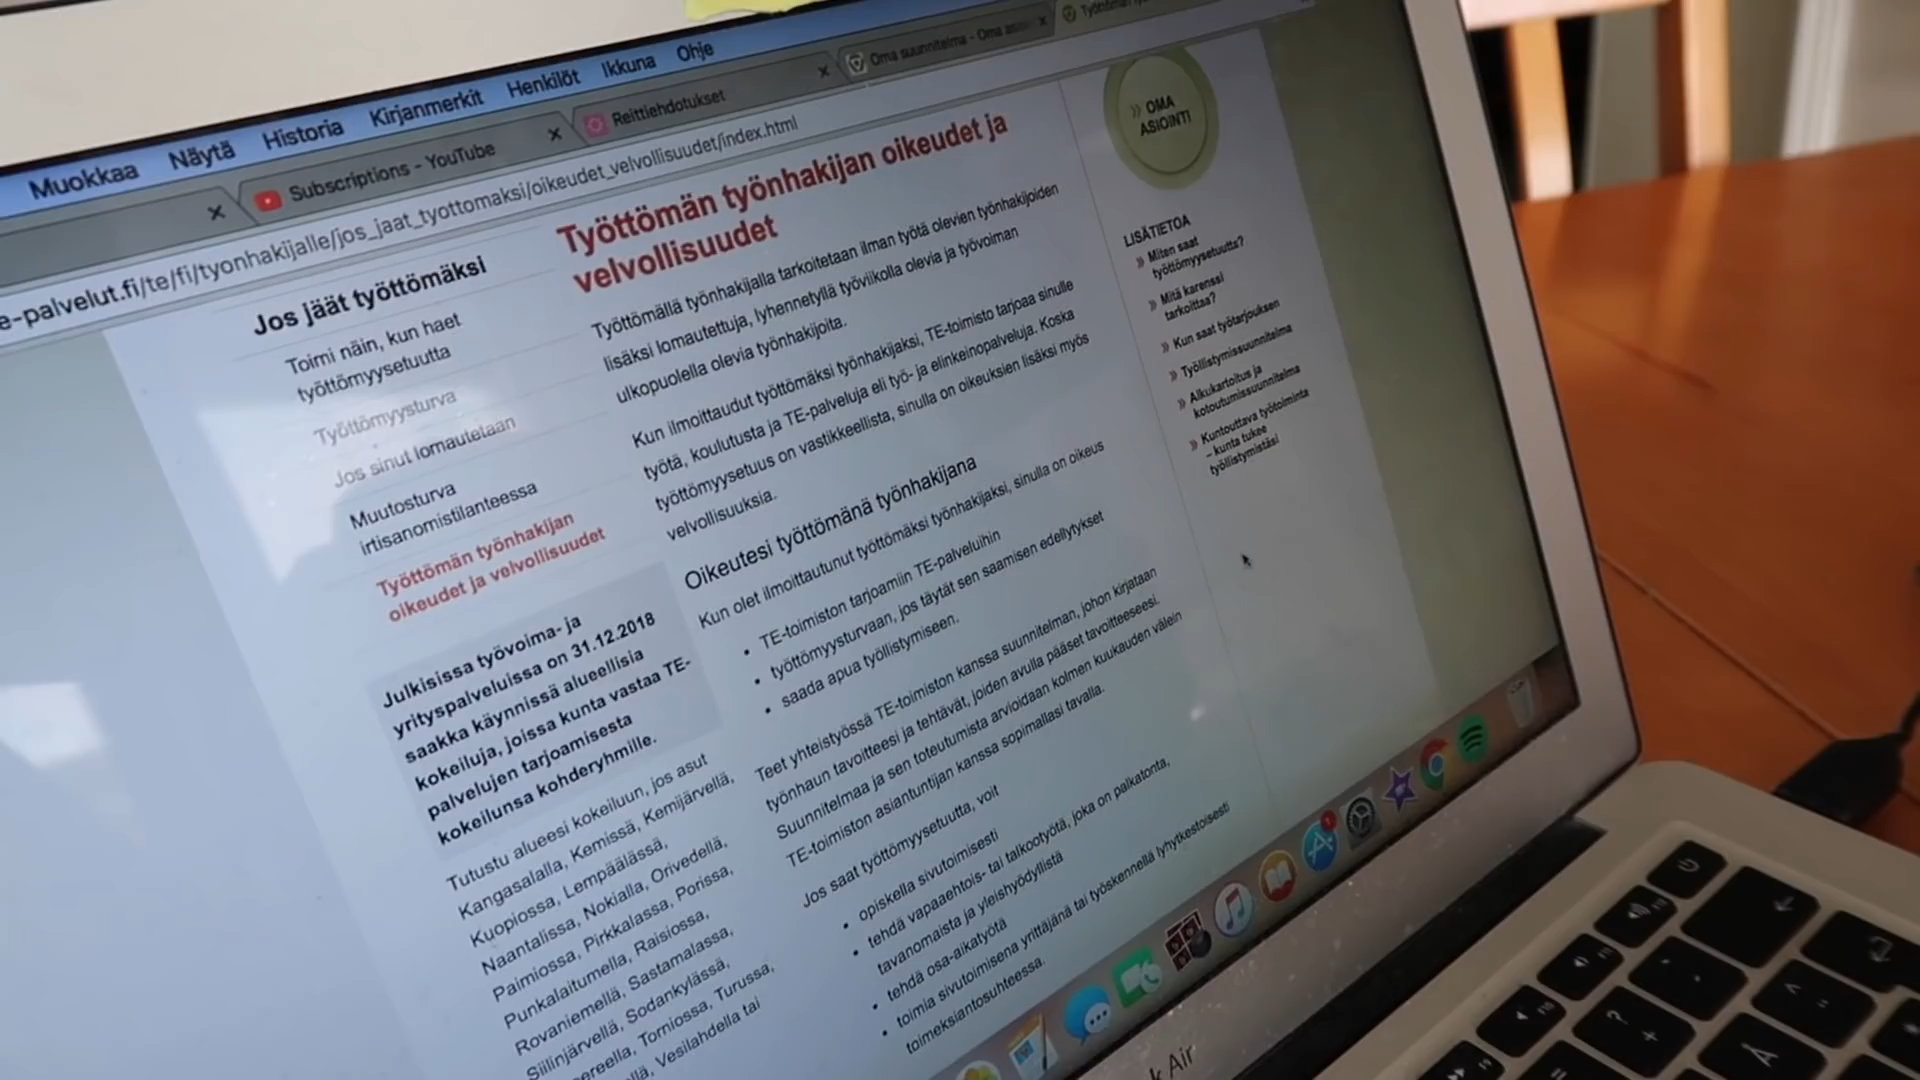 Muokkaa Näytä Historia Kirjanmerkit Henkilöt Ikkuna Ohje
Subscriptions - YouTube
Reittiehdotukset
Oma suunnitelma - Oma
e-palvelut.fi/te/fi/tyonhakijalle/jos_jaat_tyottomaksi/oikeudet_velvollisuudet/index.html
Jos jäät työttömäksi
Toimi näin, kun haet
työttömyysetuutta
Työttömyysturva
Jos sinut lomautetaan
Muutosturva
irtisanomistilanteessa
Työttömän työnhakijan
oikeudet ja velvollisuudet
Julkisissa työvoima- ja
yrityspalveluissa on 31.12.2018
saakka käynnissä alueellisia
kokeiluja, joissa kunta vastaa TE-
palvelujen tarjoamisesta
kokeilunsa kohderyhmille.
Tutustu alueesi kokeiluun, jos asut
Kangasalalla, Kemissä, Kemijärvellä,
Kuopiossa, Lempäälässä,
Naantalissa, Nokialla, Orivedellä,
Paimiossa, Pirkkalassa, Porissa,
Punkalaitumella, Raisiossa,
Rovaniemellä, Sastamalassa,
Siilinjärvellä, Sodankylässä,
Torniossa, Turussa,
Vesilahdella tai
Työttömän työnhakijan oikeudet ja
velvollisuudet
Työttömällä työnhakijalla tarkoitetaan ilman työtä olevien työnhakijoiden
lisäksi lomautettuja, lyhennetyllä työviikolla olevia ja työvoiman
ulkopuolella olevia työnhakijoita.
Kun ilmoittaudut työttömäksi työnhakijaksi, TE-toimisto tarjoaa sinulle
työtä, koulutusta ja TE-palveluja eli työ- ja elinkeinopalveluja. Koska
työttömyysetuus on vastikkeellista, sinulla on oikeuksien lisäksi myös
velvollisuuksia.
Oikeutesi työttömänä työnhakijana
Kun olet ilmoittautunut työttömäksi työnhakijaksi, sinulla on oikeus
• TE-toimiston tarjoamiin TE-palveluihin
• työttömyysturvaan, jos täytät sen saamisen edellytykset
• saada apua työllistymiseen.
Teet yhteistyössä TE-toimiston kanssa suunnitelman, johon kirjataan
työnhaun tavoitteesi ja tehtävät, joiden avulla pääset tavoitteeseesi.
Suunnitelmaa ja sen toteutumista arvioidaan kolmen kuukauden välein
TE-toimiston asiantuntijan kanssa sopimallasi tavalla.
Jos saat työttömyysetuutta, voit
• opiskella sivutoimisesti
• tehdä vapaaehtois- tai talkootyötä, joka on palkatonta,
tavanomaista ja yleishyödyllistä
• tehdä osa-aikatyötä
• toimia sivutoimisena yrittäjänä tai työskennellä lyhytkestoisesti
toimeksiantosuhteessa.
» OMA
ASIOINTI
LISÄTIETOA
» Miten saat
työttömyysetuutta?
» Mitä karenssi
tarkoittaa?
» Kun saat työtarjouksen
» Työllistymissuunnitelma
» Alkukartoitus ja
kotoutumissuunnitelma
» Kuntouttava työtoiminta
– kunta tukee
työllistymistäsi
Air